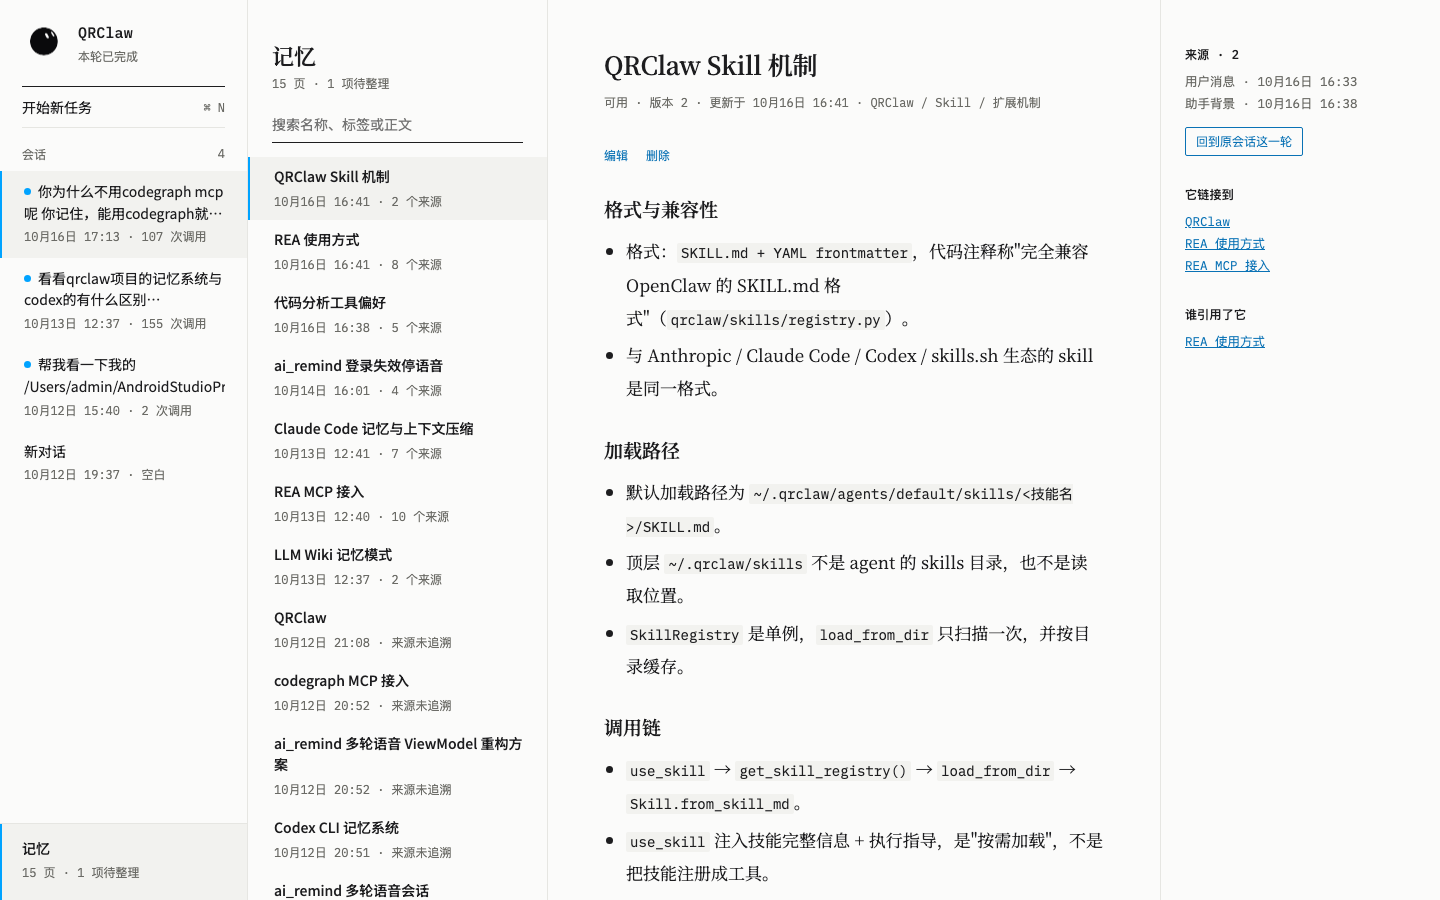 QRClaw
本轮已完成
开始新任务 ⌘ N
会话 4
你为什么不用codegraph mcp
呢 你记住，能用codegraph就…
10月16日 17:13 · 107 次调用
看看qrclaw项目的记忆系统与
codex的有什么区别…
10月13日 12:37 · 155 次调用
帮我看一下我的
/Users/admin/AndroidStudioPr
10月12日 15:40 · 2 次调用
新对话
10月12日 19:37 · 空白
记忆
15 页 · 1 项待整理
记忆
15 页 · 1 项待整理
搜索名称、标签或正文
QRClaw Skill 机制
10月16日 16:41 · 2 个来源
REA 使用方式
10月16日 16:41 · 8 个来源
代码分析工具偏好
10月16日 16:38 · 5 个来源
ai_remind 登录失效停语音
10月14日 16:01 · 4 个来源
Claude Code 记忆与上下文压缩
10月13日 12:41 · 7 个来源
REA MCP 接入
10月13日 12:40 · 10 个来源
LLM Wiki 记忆模式
10月13日 12:37 · 2 个来源
QRClaw
10月12日 21:08 · 来源未追溯
codegraph MCP 接入
10月12日 20:52 · 来源未追溯
ai_remind 多轮语音 ViewModel 重构方
案
10月12日 20:52 · 来源未追溯
Codex CLI 记忆系统
10月12日 20:51 · 来源未追溯
ai_remind 多轮语音会话
QRClaw Skill 机制
可用 · 版本 2 · 更新于 10月16日 16:41 · QRClaw / Skill / 扩展机制
编辑 删除
格式与兼容性
格式：SKILL.md + YAML frontmatter，代码注释称"完全兼容
OpenClaw 的 SKILL.md 格
式"（qrclaw/skills/registry.py）。
与 Anthropic / Claude Code / Codex / skills.sh 生态的 skill
是同一格式。
加载路径
默认加载路径为 ~/.qrclaw/agents/default/skills/<技能名
>/SKILL.md。
顶层 ~/.qrclaw/skills 不是 agent 的 skills 目录，也不是读
取位置。
SkillRegistry 是单例，load_from_dir 只扫描一次，并按目
录缓存。
调用链
use_skill → get_skill_registry() → load_from_dir →
Skill.from_skill_md。
use_skill 注入技能完整信息 + 执行指导，是"按需加载"，不是
把技能注册成工具。
来源 · 2
用户消息 · 10月16日 16:33
助手背景 · 10月16日 16:38
回到原会话这一轮
它链接到
QRClaw
REA 使用方式
REA MCP 接入
谁引用了它
REA 使用方式